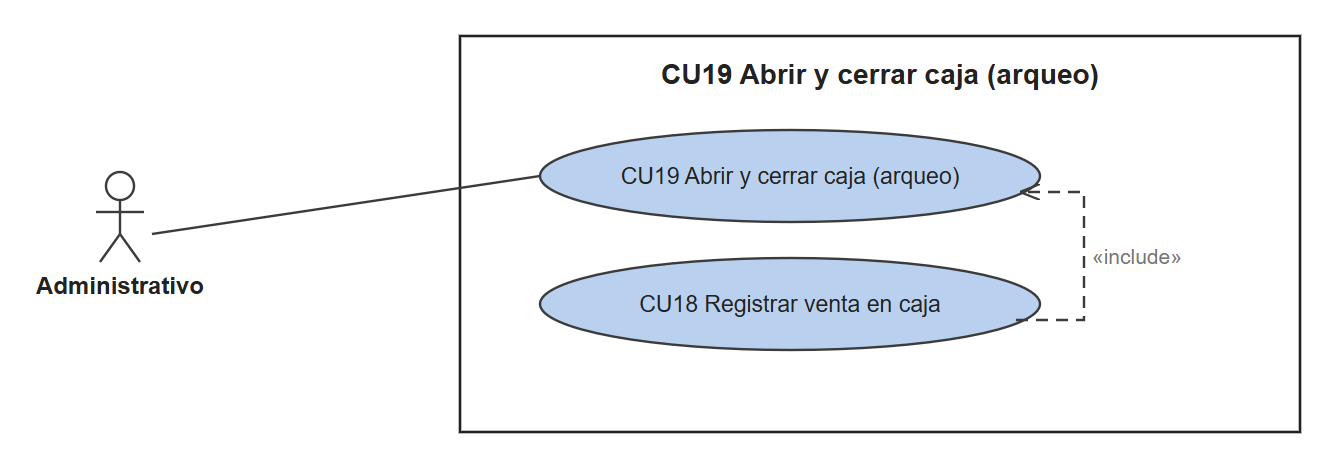 CU19 Abrir y cerrar caja (arqueo)
CU19 Abrir y cerrar caja (arqueo)
«include»
Administrativo
CU18 Registrar venta en caja